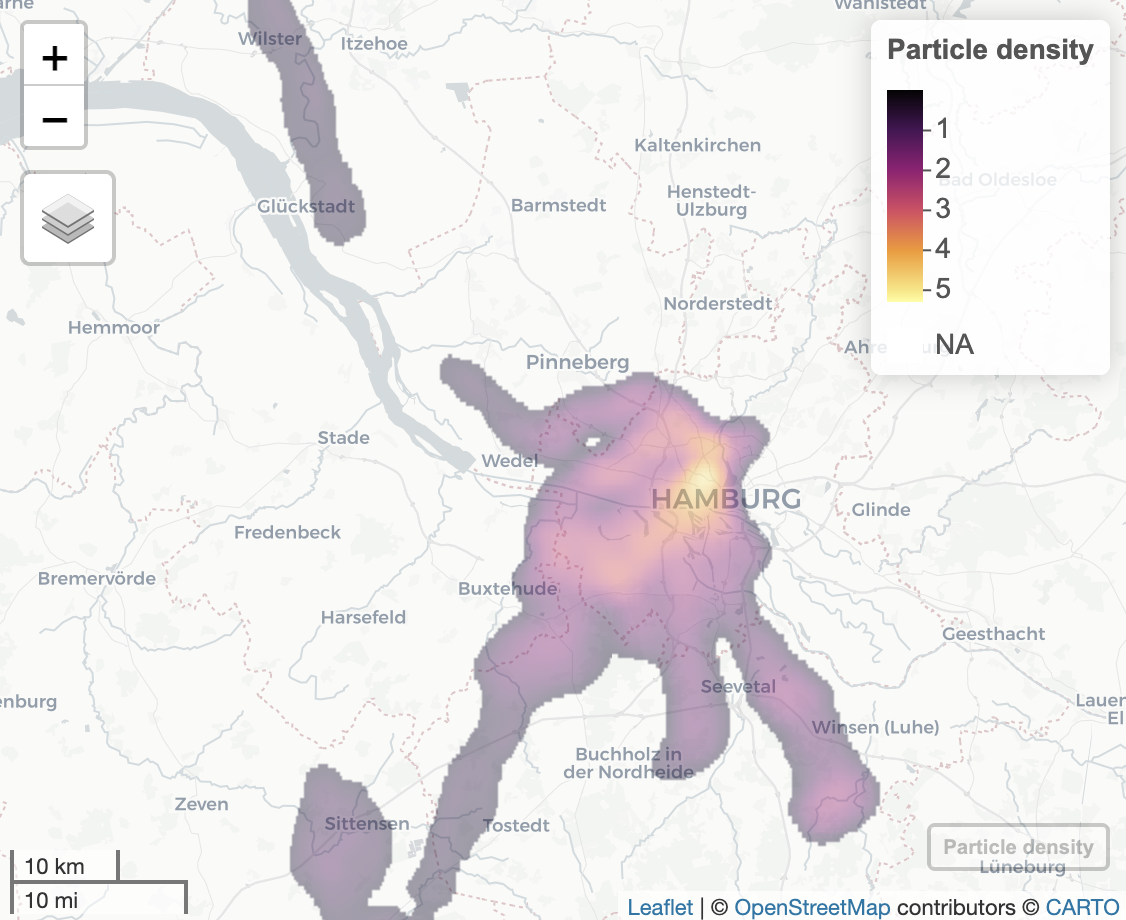 arne
Wahlstedt
Wilster
Itzehoe
+
−
Particle density
1
2
3
4
5
NA
Kaltenkirchen
Bad Oldesloe
Henstedt-
Ulzburg
Glückstadt
Barmstedt
Norderstedt
Hemmoor
Ahre
urg
Pinneberg
Stade
Wedel
HAMBURG
Glinde
Fredenbeck
Bremervörde
Buxtehude
Harsefeld
Geesthacht
Seevetal
enburg
Lauen
El
Winsen (Luhe)
Buchholz in
der Nordheide
Zeven
Sittensen
Tostedt
Particle density
Lüneburg
10 km
10 mi
Leaflet | © OpenStreetMap contributors © CARTO